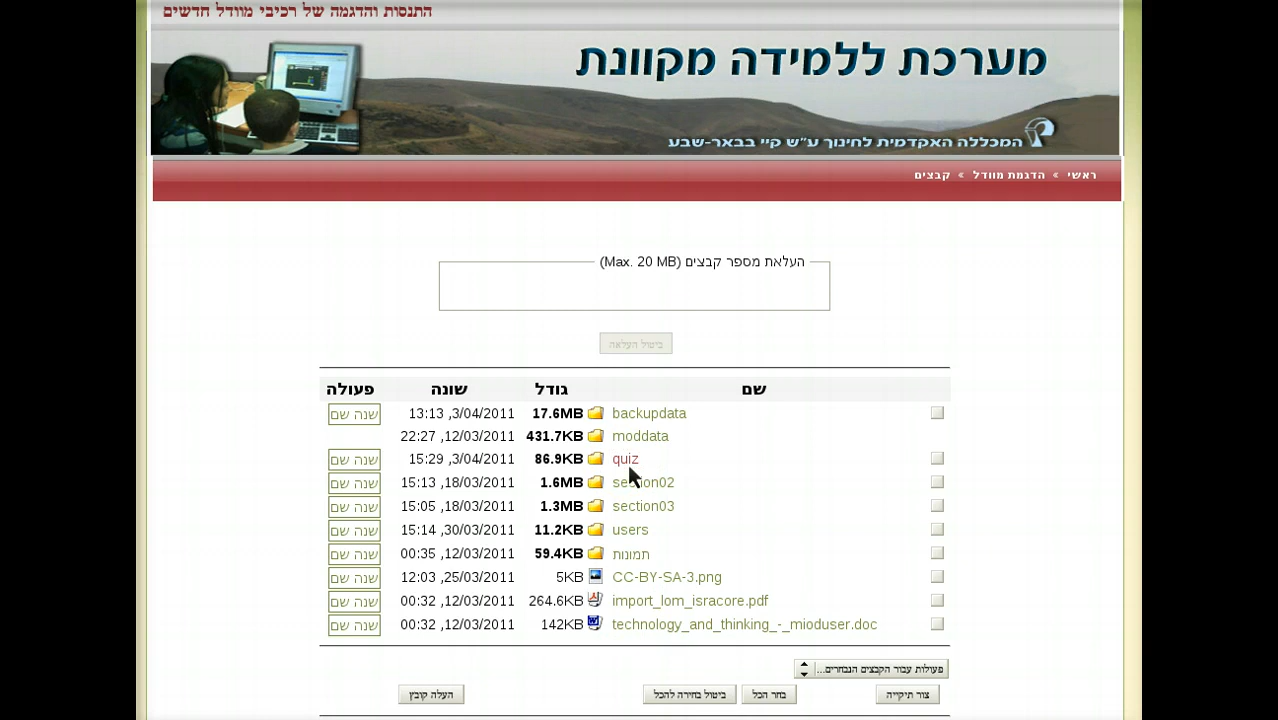 התנסות והדגמה של רכיבי מוודל חדשים
מערכת ללמידה מקוונת
המכללה האקדמית לחינוך ע"ש קיי בבאר-שבע
ראשי » הדגמת מוודל » קבצים
העלאת מספר קבצים (Max. 20 MB)
ביטול העלאה
שם גודל שונה פעולה
backupdata 17.6MB 3/04/2011, 13:13 שנה שם
moddata 431.7KB 12/03/2011, 22:27
quiz 86.9KB 3/04/2011, 15:29 שנה שם
section02 1.6MB 18/03/2011, 15:13 שנה שם
section03 1.3MB 18/03/2011, 15:05 שנה שם
users 11.2KB 30/03/2011, 15:14 שנה שם
תמונות 59.4KB 12/03/2011, 00:35 שנה שם
CC-BY-SA-3.png 5KB 25/03/2011, 12:03 שנה שם
import_lom_isracore.pdf 264.6KB 12/03/2011, 00:32 שנה שם
technology_and_thinking_-_mioduser.doc 142KB 12/03/2011, 00:32 שנה שם
פעולות עבור הקבצים הנבחרים...
צור תיקייה בחר הכל ביטול בחירה להכל העלה קובץ